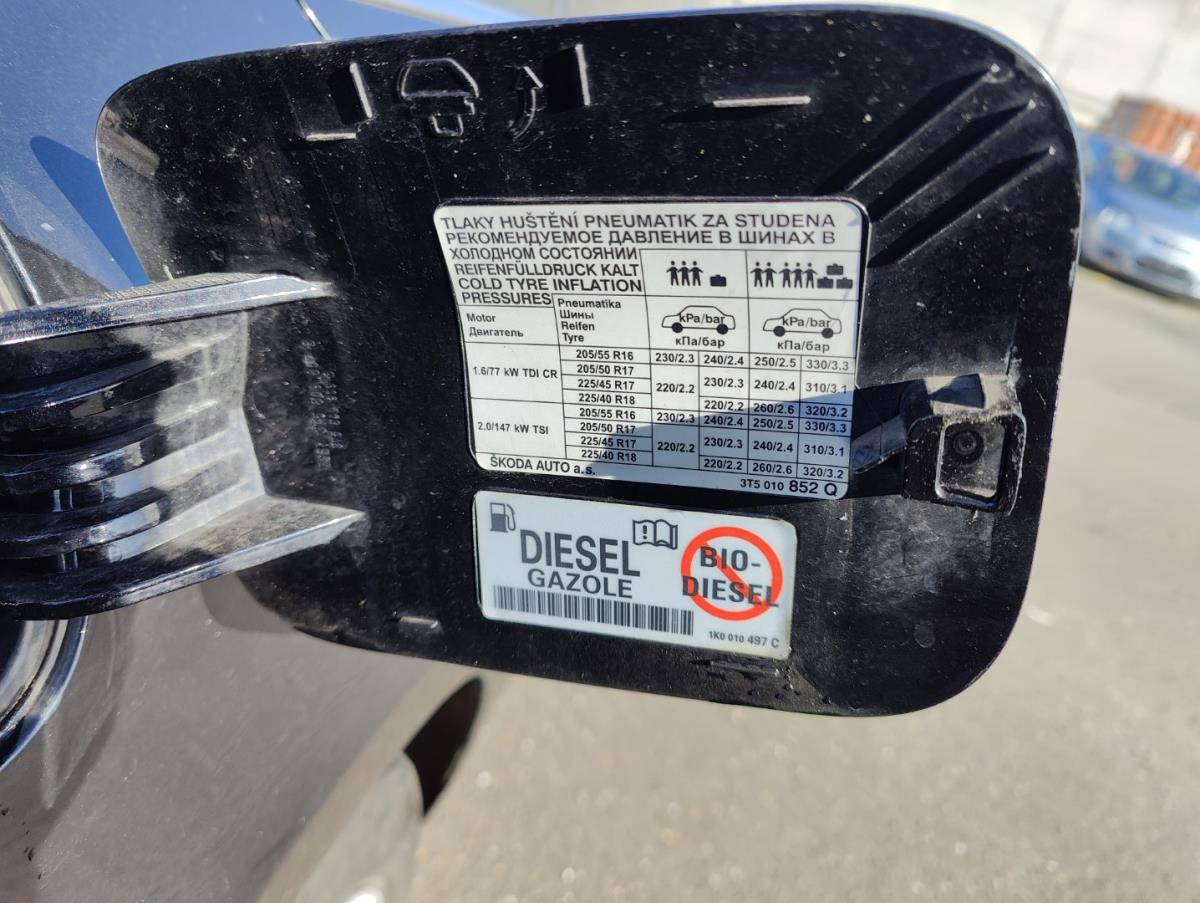 TLAKY HUŠTĚNÍ PNEUMATIK ZA STUDENA
РЕКОМЕНДУЕМОЕ ДАВЛЕНИЕ В ШИНАХ В
ХОЛОДНОМ СОСТОЯНИИ
REIFENFÜLLDRUCK KALT
COLD TYRE INFLATION
PRESSURES
Motor
Двигатель
Pneumatika
Шины
Reifen
Tyre
kPa/bar
кПа/бар
kPa/bar
кПа/бар
1.6/77 kW TDI CR
205/55 R16 230/2.3 240/2.4 250/2.5 330/3.3
205/50 R17
225/45 R17 220/2.2 230/2.3 240/2.4 310/3.1
225/40 R18 220/2.2 260/2.6 320/3.2
2.0/147 kW TSI
205/55 R16 230/2.3 240/2.4 250/2.5 330/3.3
205/50 R17
225/45 R17 220/2.2 230/2.3 240/2.4 310/3.1
225/40 R18 220/2.2 260/2.6 320/3.2
ŠKODA AUTO a.s.
3T5 010 852 Q
DIESEL
GAZOLE
BIO-
DIESEL
1K0 010 497 C